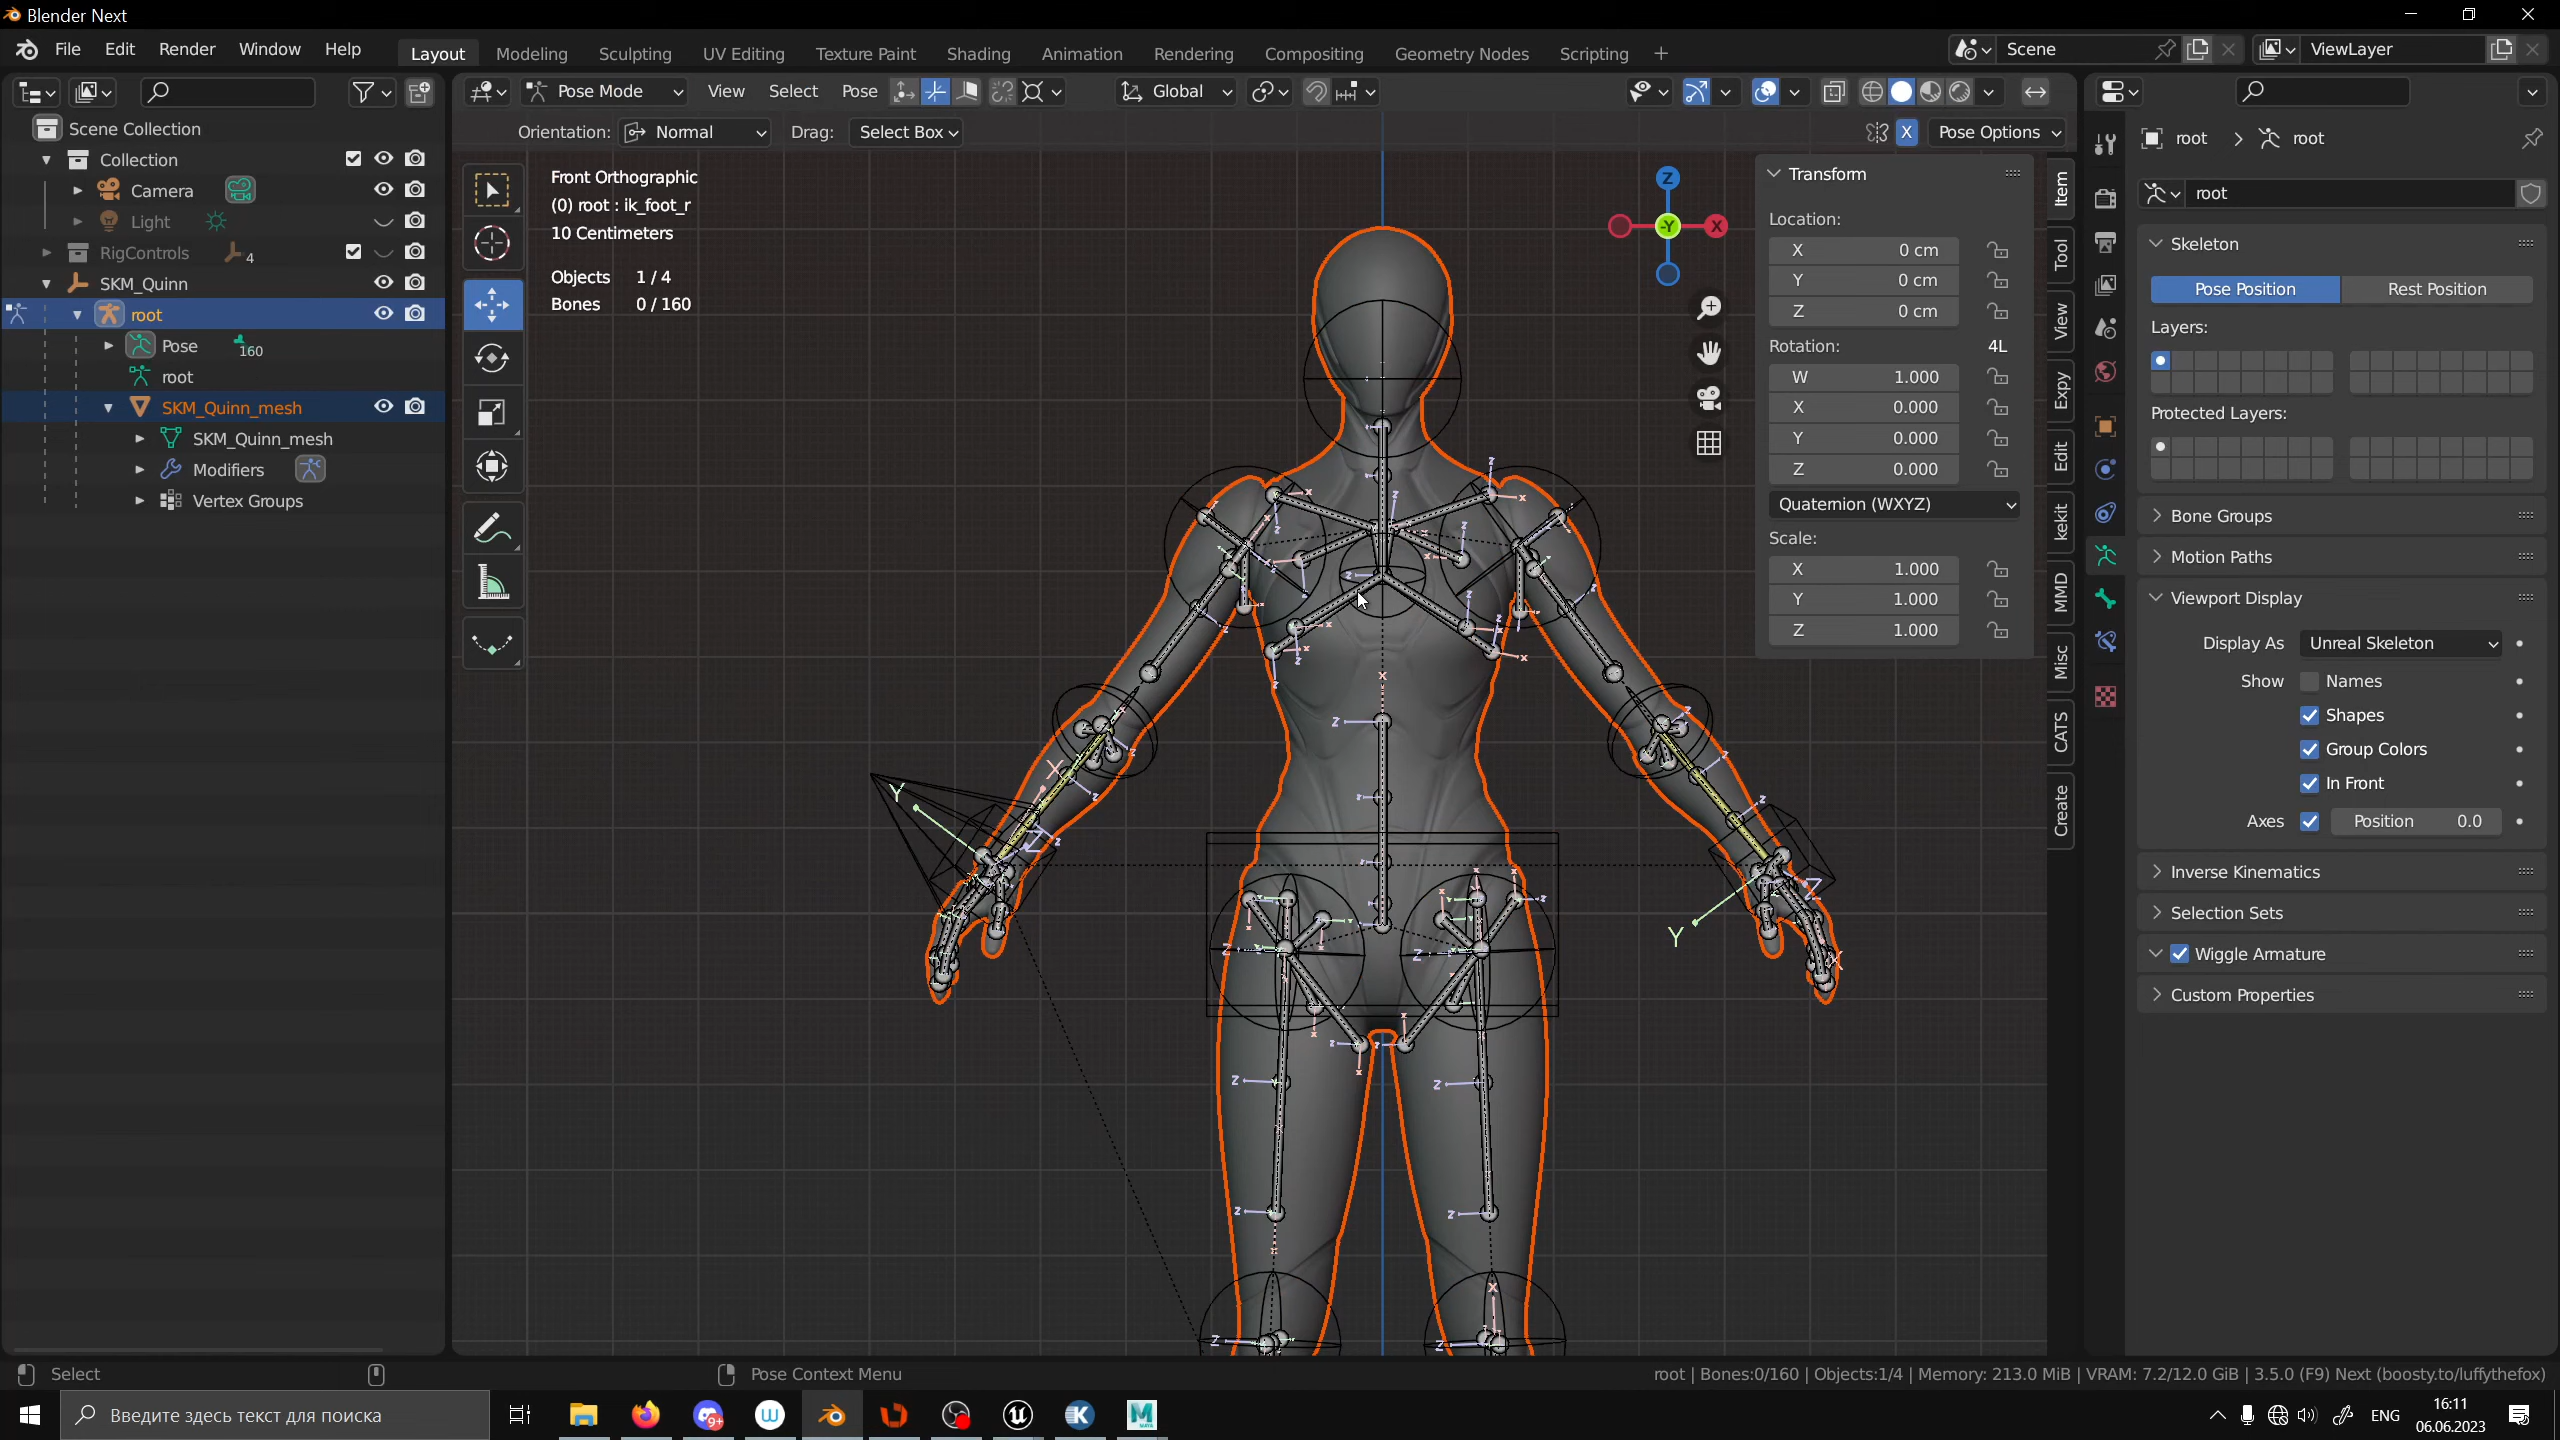 Blender Next
File Edit Render Window Help
Layout Modeling Sculpting UV Editing Texture Paint Shading Animation Rendering Compositing Geometry Nodes Scripting +
Scene
ViewLayer
Pose Mode View Select Pose Global
Orientation: Normal Drag: Select Box
X Pose Options
Scene Collection
Collection
Camera
Light
RigControls 4
SKM_Quinn
root
Pose 160
root
SKM_Quinn_mesh
SKM_Quinn_mesh
Modifiers
Vertex Groups
Front Orthographic
(0) root : ik_foot_r
10 Centimeters
Objects 1 / 4
Bones 0 / 160
Z
-Y
X
Transform
Location:
X 0 cm
Y 0 cm
Z 0 cm
Rotation: 4L
W 1.000
X 0.000
Y 0.000
Z 0.000
Quaternion (WXYZ)
Scale:
X 1.000
Y 1.000
Z 1.000
Item
Tool
View
Expy
Edit
kekit
MMD
Misc
CATS
Create
root > root
root
Skeleton
Pose Position Rest Position
Layers:
Protected Layers:
Bone Groups
Motion Paths
Viewport Display
Display As Unreal Skeleton
Show Names
Shapes
Group Colors
In Front
Axes Position 0.0
Inverse Kinematics
Selection Sets
Wiggle Armature
Custom Properties
Select
Pose Context Menu
root | Bones:0/160 | Objects:1/4 | Memory: 213.0 MiB | VRAM: 7.2/12.0 GiB | 3.5.0 (F9) Next (boosty.to/luffythefox)
Введите здесь текст для поиска
9+
ENG
16:11
06.06.2023